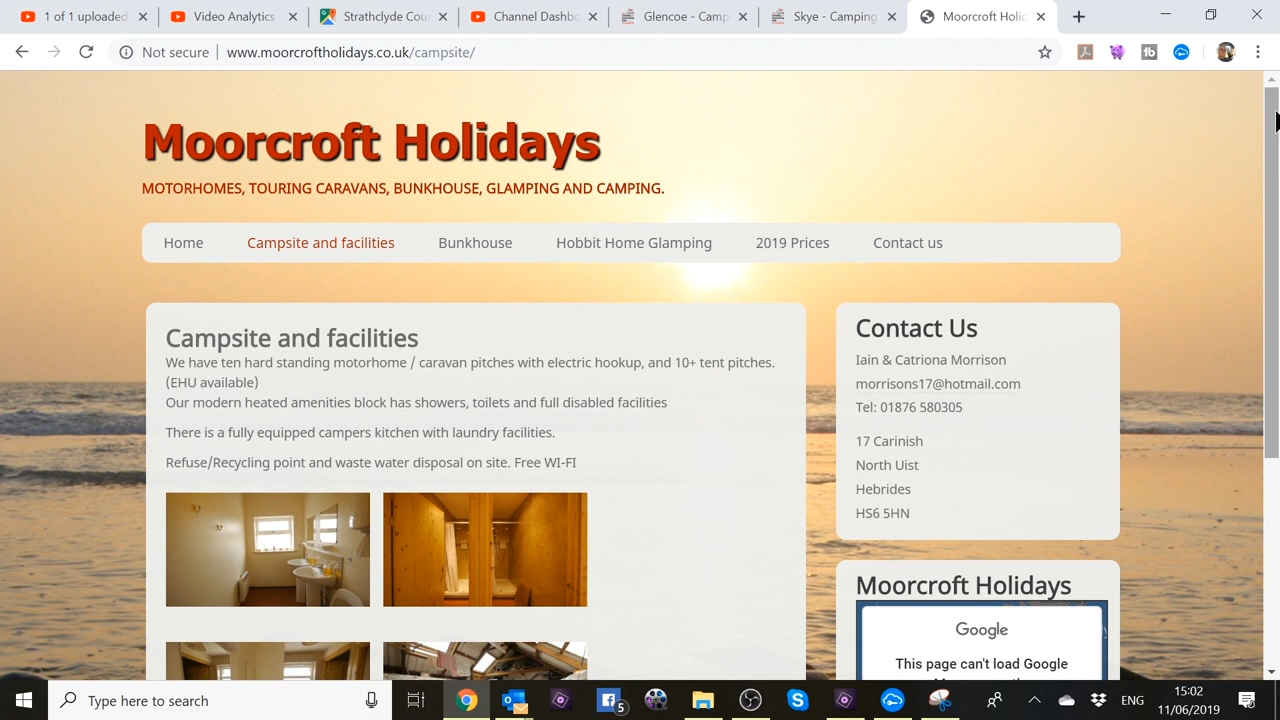 1 of 1 uploaded
Video Analytics
Strathclyde Cou
Channel Dashbo
Glencoe - Camp
Skye - Camping
Moorcroft Holid
Not secure
www.moorcroftholidays.co.uk/campsite/
Moorcroft Holidays
MOTORHOMES, TOURING CARAVANS, BUNKHOUSE, GLAMPING AND CAMPING.
Home
Campsite and facilities
Bunkhouse
Hobbit Home Glamping
2019 Prices
Contact us
Campsite and facilities
We have ten hard standing motorhome / caravan pitches with electric hookup, and 10+ tent pitches.
(EHU available)
Our modern heated amenities block has showers, toilets and full disabled facilities
There is a fully equipped campers kitchen with laundry facilities.
Refuse/Recycling point and waste water disposal on site. Free WI-FI
Contact Us
Iain & Catriona Morrison
morrisons17@hotmail.com
Tel: 01876 580305
17 Carinish
North Uist
Hebrides
HS6 5HN
Moorcroft Holidays
Google
This page can't load Google
Type here to search
5
ENG
15:02
11/06/2019